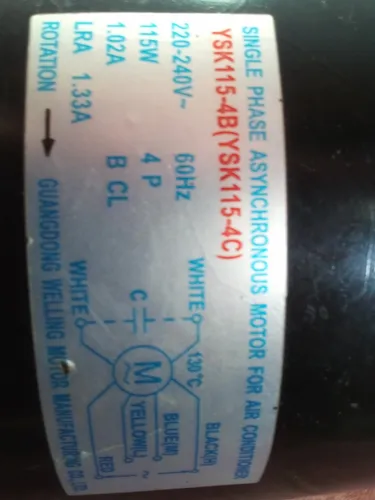 SINGLE PHASE ASYNCHRONOUS MOTOR FOR AIR CONDITIONER
YSK115-4B(YSK115-4C)
220-240V~ 60Hz
115W 4 P
1.02A B CL
LRA 1.33A
ROTATION →
GUANGDONG WELLING MOTOR MANUFACTURING CO.,LTD
WHITE
130°C
BLACK(H)
BLUE(M)
YELLOW(L)
C
M
~
WHITE
RED